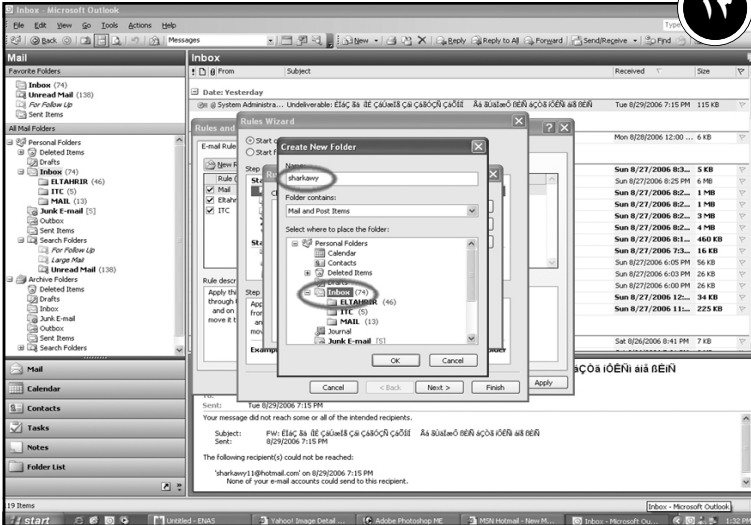 ١٣
Inbox - Microsoft Outlook
File Edit View Go Tools Actions Help
Back Messages New Reply Reply to All Forward Send/Receive Find
Mail
Favorite Folders
Inbox (74)
Unread Mail (138)
For Follow Up
Sent Items
All Mail Folders
Personal Folders
Deleted Items
Drafts
Inbox (74)
ELTAHRIR (46)
ITC (5)
MAIL (13)
Junk E-mail [5]
Outbox
Sent Items
Search Folders
For Follow Up
Large Mail
Unread Mail (138)
Archive Folders
Deleted Items
Drafts
Inbox
Junk E-mail
Outbox
Sent Items
Search Folders
Mail
Calendar
Contacts
Tasks
Notes
Folder List
19 Items
Inbox
From Subject Received Size
Date: Yesterday
System Administra... Undeliverable: Tue 8/29/2006 7:15 PM 115 KB
Mon 8/28/2006 12:00 ... 6 KB
Sun 8/27/2006 8:3... 5 KB
Sun 8/27/2006 8:25 PM 6 MB
Sun 8/27/2006 8:2... 1 MB
Sun 8/27/2006 8:2... 1 MB
Sun 8/27/2006 8:2... 3 MB
Sun 8/27/2006 8:2... 4 MB
Sun 8/27/2006 8:1... 460 KB
Sun 8/27/2006 7:3... 16 KB
Sun 8/27/2006 6:05 PM 56 KB
Sun 8/27/2006 6:03 PM 26 KB
Sun 8/27/2006 6:05 PM 26 KB
Sun 8/27/2006 12:... 34 KB
Sun 8/27/2006 11:... 225 KB
Sat 8/26/2006 8:41 PM 7 KB
Rules and
E-mail Rule
New R
Rule (
Mail
Eltahr
ITC
Rule descr
Apply thi
through
and on
move it t
Apply
Rules Wizard
Start
Start
Step
Step
Cancel < Back Next > Finish
Create New Folder
Name:
sharkawy
Folder contains:
Mail and Post Items
Select where to place the folder:
Personal Folders
Calendar
Contacts
Deleted Items
Drafts
Inbox (74)
ELTAHRIR (46)
ITC (5)
MAIL (13)
Journal
Junk E-mail [5]
OK Cancel
To:
Sent: Tue 8/29/2006 7:15 PM
Your message did not reach some or all of the intended recipients.
Subject: FW:
Sent: 8/29/2006 7:15 PM
The following recipient(s) could not be reached:
'sharkawy11@hotmail.com' on 8/29/2006 7:15 PM
None of your e-mail accounts could send to this recipient.
Inbox - Microsoft Outlook
start Untitled - ENAS Yahoo! Image Detail ... Adobe Photoshop ME MSN Hotmail - New M... Inbox - Microsoft Ou... 1:32 PM